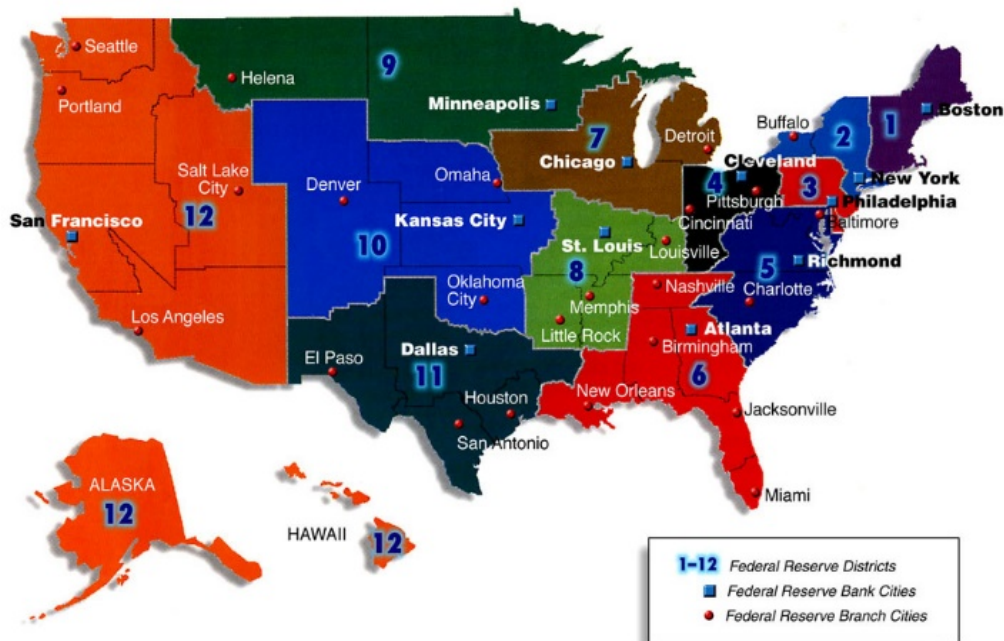 Seattle
Portland
Helena
9
Minneapolis
7
Chicago
Detroit
Buffalo
2
1
Boston
Cleveland
4
Pittsburgh
3
New York
Philadelphia
Baltimore
Cincinnati
Salt Lake
City
12
San Francisco
Los Angeles
Denver
Omaha
Kansas City
10
Oklahoma
City
St. Louis
8
Louisville
Memphis
Little Rock
5
Richmond
Charlotte
Nashville
Atlanta
Birmingham
6
New Orleans
Jacksonville
Miami
El Paso
Dallas
11
Houston
San Antonio
ALASKA
12
HAWAII
12
1–12 Federal Reserve Districts
Federal Reserve Bank Cities
Federal Reserve Branch Cities